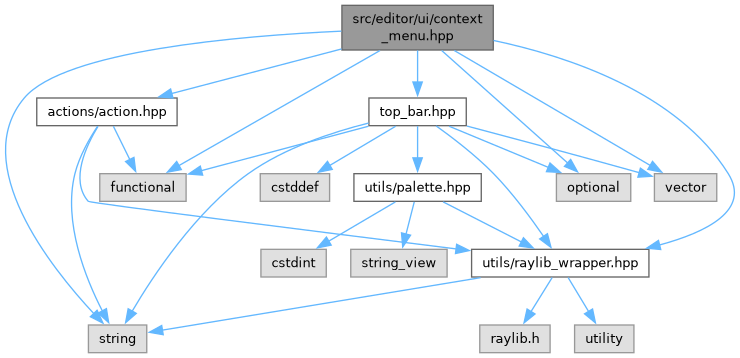 src/editor/ui/context
_menu.hpp
actions/action.hpp
top_bar.hpp
functional
cstddef
utils/palette.hpp
optional
vector
cstdint
string_view
utils/raylib_wrapper.hpp
string
raylib.h
utility